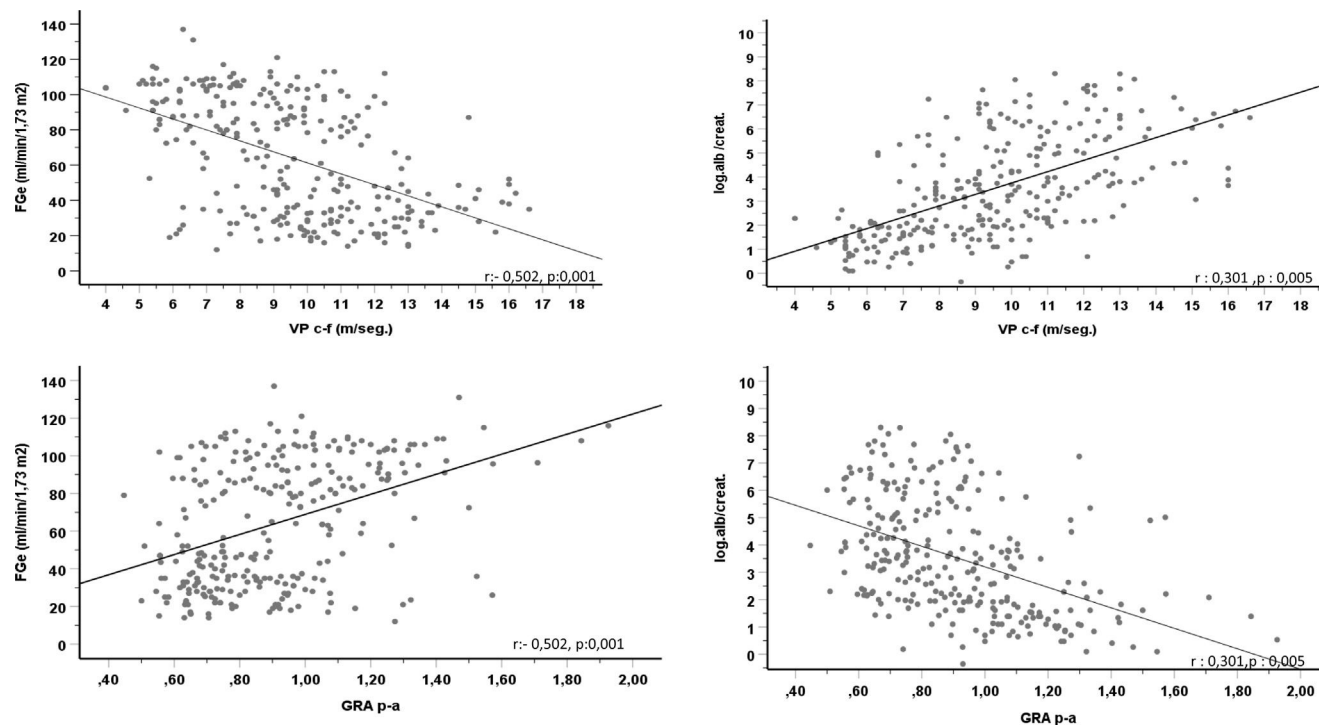 140
120
100
80
60
40
20
0
FGe (ml/min/1,73 m2)
r:- 0,502, p:0,001
4 5 6 7 8 9 10 11 12 13 14 15 16 17 18
VP c-f (m/seg.)
10
9
8
7
6
5
4
3
2
1
0
log.alb /creat.
r : 0,301 ,p : 0,005
4 5 6 7 8 9 10 11 12 13 14 15 16 17 18
VP c-f (m/seg.)
140
120
100
80
60
40
20
0
FGe (ml/min/1,73 m2)
r:- 0,502, p:0,001
,40 ,60 ,80 1,00 1,20 1,40 1,60 1,80 2,00
GRA p-a
10
9
8
7
6
5
4
3
2
1
0
log.alb/creat.
r : 0,301,p : 0,005
,40 ,60 ,80 1,00 1,20 1,40 1,60 1,80 2,00
GRA p-a